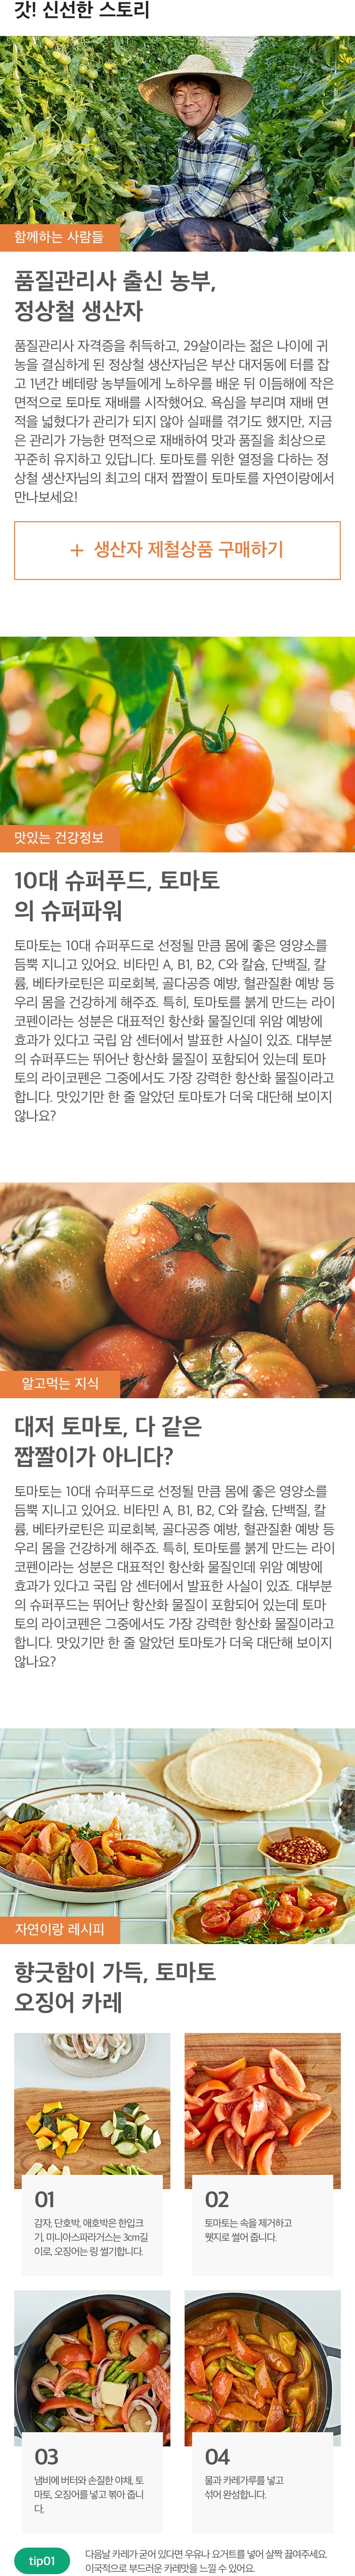 갓! 신선한 스토리
함께하는 사람들
품질관리사 출신 농부,
정상철 생산자
품질관리사 자격증을 취득하고, 29살이라는 젊은 나이에 귀
농을 결심하게 된 정상철 생산자님은 부산 대저동에 터를 잡
고 1년간 베테랑 농부들에게 노하우를 배운 뒤 이듬해에 작은
면적으로 토마토 재배를 시작했어요. 욕심을 부리며 재배 면
적을 넓혔다가 관리가 되지 않아 실패를 겪기도 했지만, 지금
은 관리가 가능한 면적으로 재배하여 맛과 품질을 최상으로
꾸준히 유지하고 있답니다. 토마토를 위한 열정을 다하는 정
상철 생산자님의 최고의 대저 짭짤이 토마토를 자연이랑에서
만나보세요!
+ 생산자 제철상품 구매하기
맛있는 건강정보
10대 슈퍼푸드, 토마토
의 슈퍼파워
토마토는 10대 슈퍼푸드로 선정될 만큼 몸에 좋은 영양소를
듬뿍 지니고 있어요. 비타민 A, B1, B2, C와 칼슘, 단백질, 칼
륨, 베타카로틴은 피로회복, 골다공증 예방, 혈관질환 예방 등
우리 몸을 건강하게 해주죠. 특히, 토마토를 붉게 만드는 라이
코펜이라는 성분은 대표적인 항산화 물질인데 위암 예방에
효과가 있다고 국립 암 센터에서 발표한 사실이 있죠. 대부분
의 슈퍼푸드는 뛰어난 항산화 물질이 포함되어 있는데 토마
토의 라이코펜은 그중에서도 가장 강력한 항산화 물질이라고
합니다. 맛있기만 한 줄 알았던 토마토가 더욱 대단해 보이지
않나요?
알고먹는 지식
대저 토마토, 다 같은
짭짤이가 아니다?
토마토는 10대 슈퍼푸드로 선정될 만큼 몸에 좋은 영양소를
듬뿍 지니고 있어요. 비타민 A, B1, B2, C와 칼슘, 단백질, 칼
륨, 베타카로틴은 피로회복, 골다공증 예방, 혈관질환 예방 등
우리 몸을 건강하게 해주죠. 특히, 토마토를 붉게 만드는 라이
코펜이라는 성분은 대표적인 항산화 물질인데 위암 예방에
효과가 있다고 국립 암 센터에서 발표한 사실이 있죠. 대부분
의 슈퍼푸드는 뛰어난 항산화 물질이 포함되어 있는데 토마
토의 라이코펜은 그중에서도 가장 강력한 항산화 물질이라고
합니다. 맛있기만 한 줄 알았던 토마토가 더욱 대단해 보이지
않나요?
자연이랑 레시피
향긋함이 가득, 토마토
오징어 카레
01
감자, 단호박, 애호박은 한입크
기, 미니아스파라거스는 3cm길
이로, 오징어는 링 썰기합니다.
02
토마토는 속을 제거하고
웻지로 썰어 줍니다.
03
냄비에 버터와 손질한 야채, 토
마토, 오징어를 넣고 볶아 줍니
다,
04
물과 카레가루를 넣고
섞어 완성합니다.
tip01
다음날 카레가 굳어 있다면 우유나 요거트를 넣어 살짝 끓여주세요.
이국적으로 부드러운 카레맛을 느낄 수 있어요.